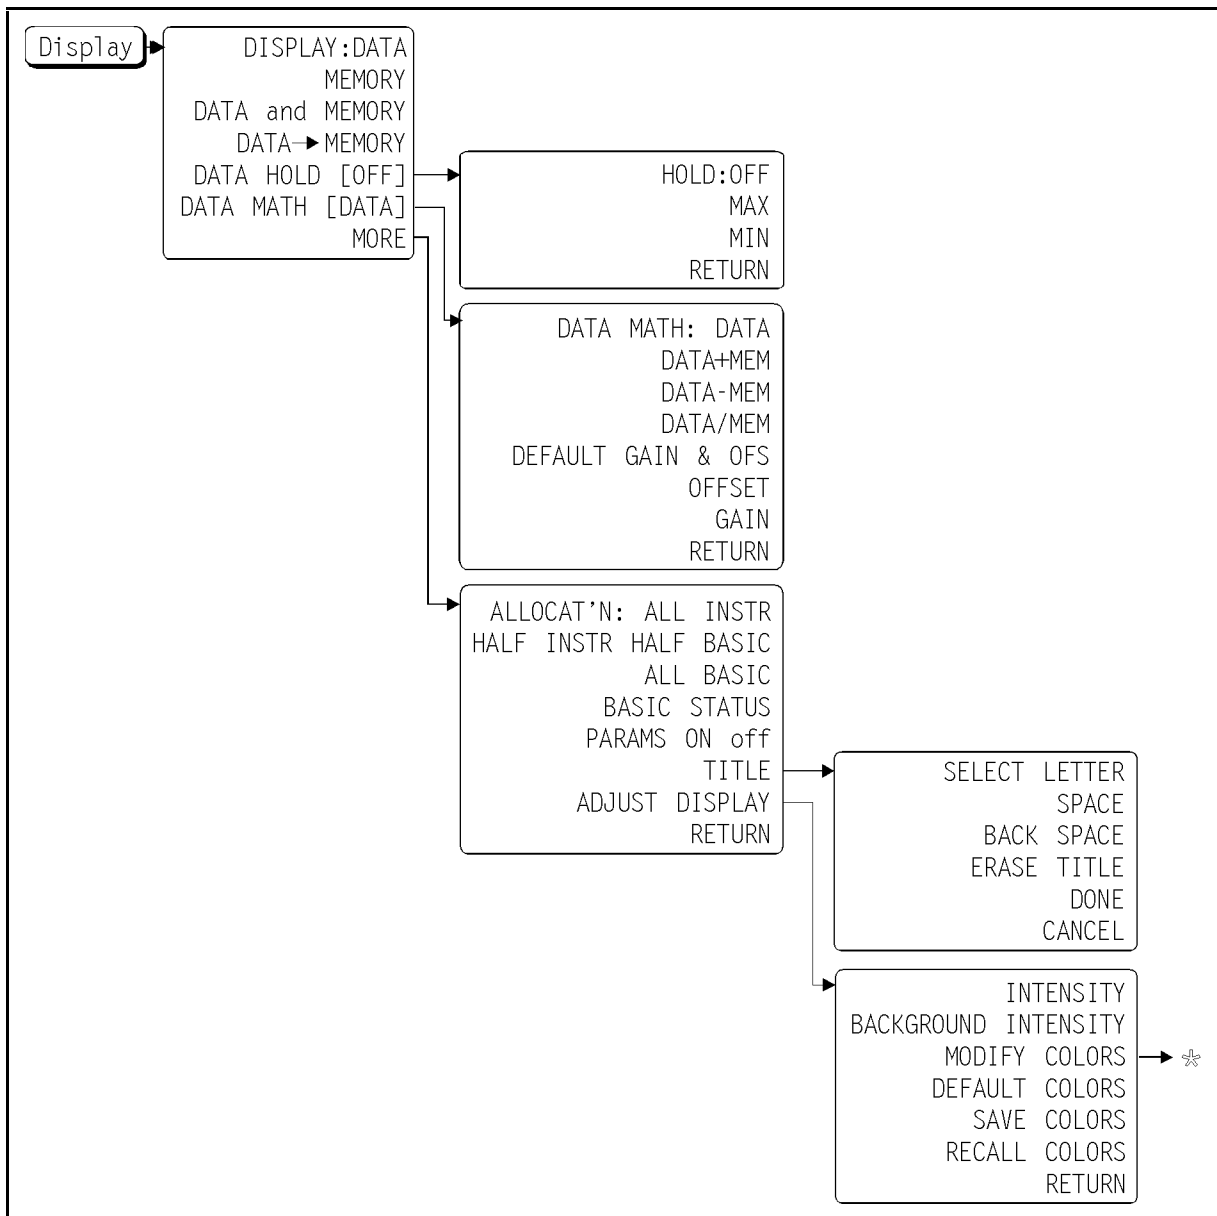 Display
DISPLAY:DATA
MEMORY
DATA and MEMORY
DATA→MEMORY
DATA HOLD [OFF]
DATA MATH [DATA]
MORE
HOLD:OFF
MAX
MIN
RETURN
DATA MATH: DATA
DATA+MEM
DATA-MEM
DATA/MEM
DEFAULT GAIN & OFS
OFFSET
GAIN
RETURN
ALLOCAT'N: ALL INSTR
HALF INSTR HALF BASIC
ALL BASIC
BASIC STATUS
PARAMS ON off
TITLE
ADJUST DISPLAY
RETURN
SELECT LETTER
SPACE
BACK SPACE
ERASE TITLE
DONE
CANCEL
INTENSITY
BACKGROUND INTENSITY
MODIFY COLORS → *
DEFAULT COLORS
SAVE COLORS
RECALL COLORS
RETURN